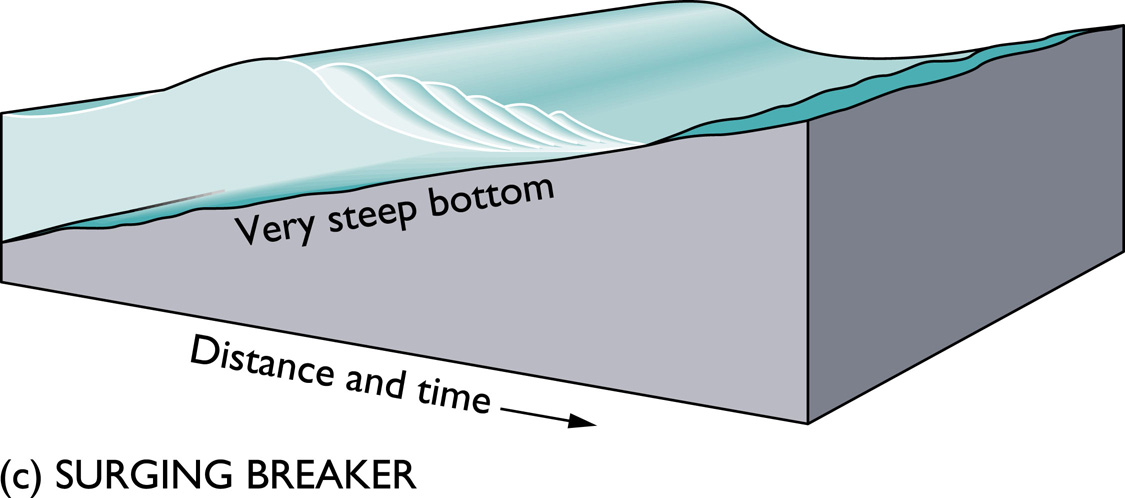 Very steep bottom
Distance and time
(c) SURGING BREAKER